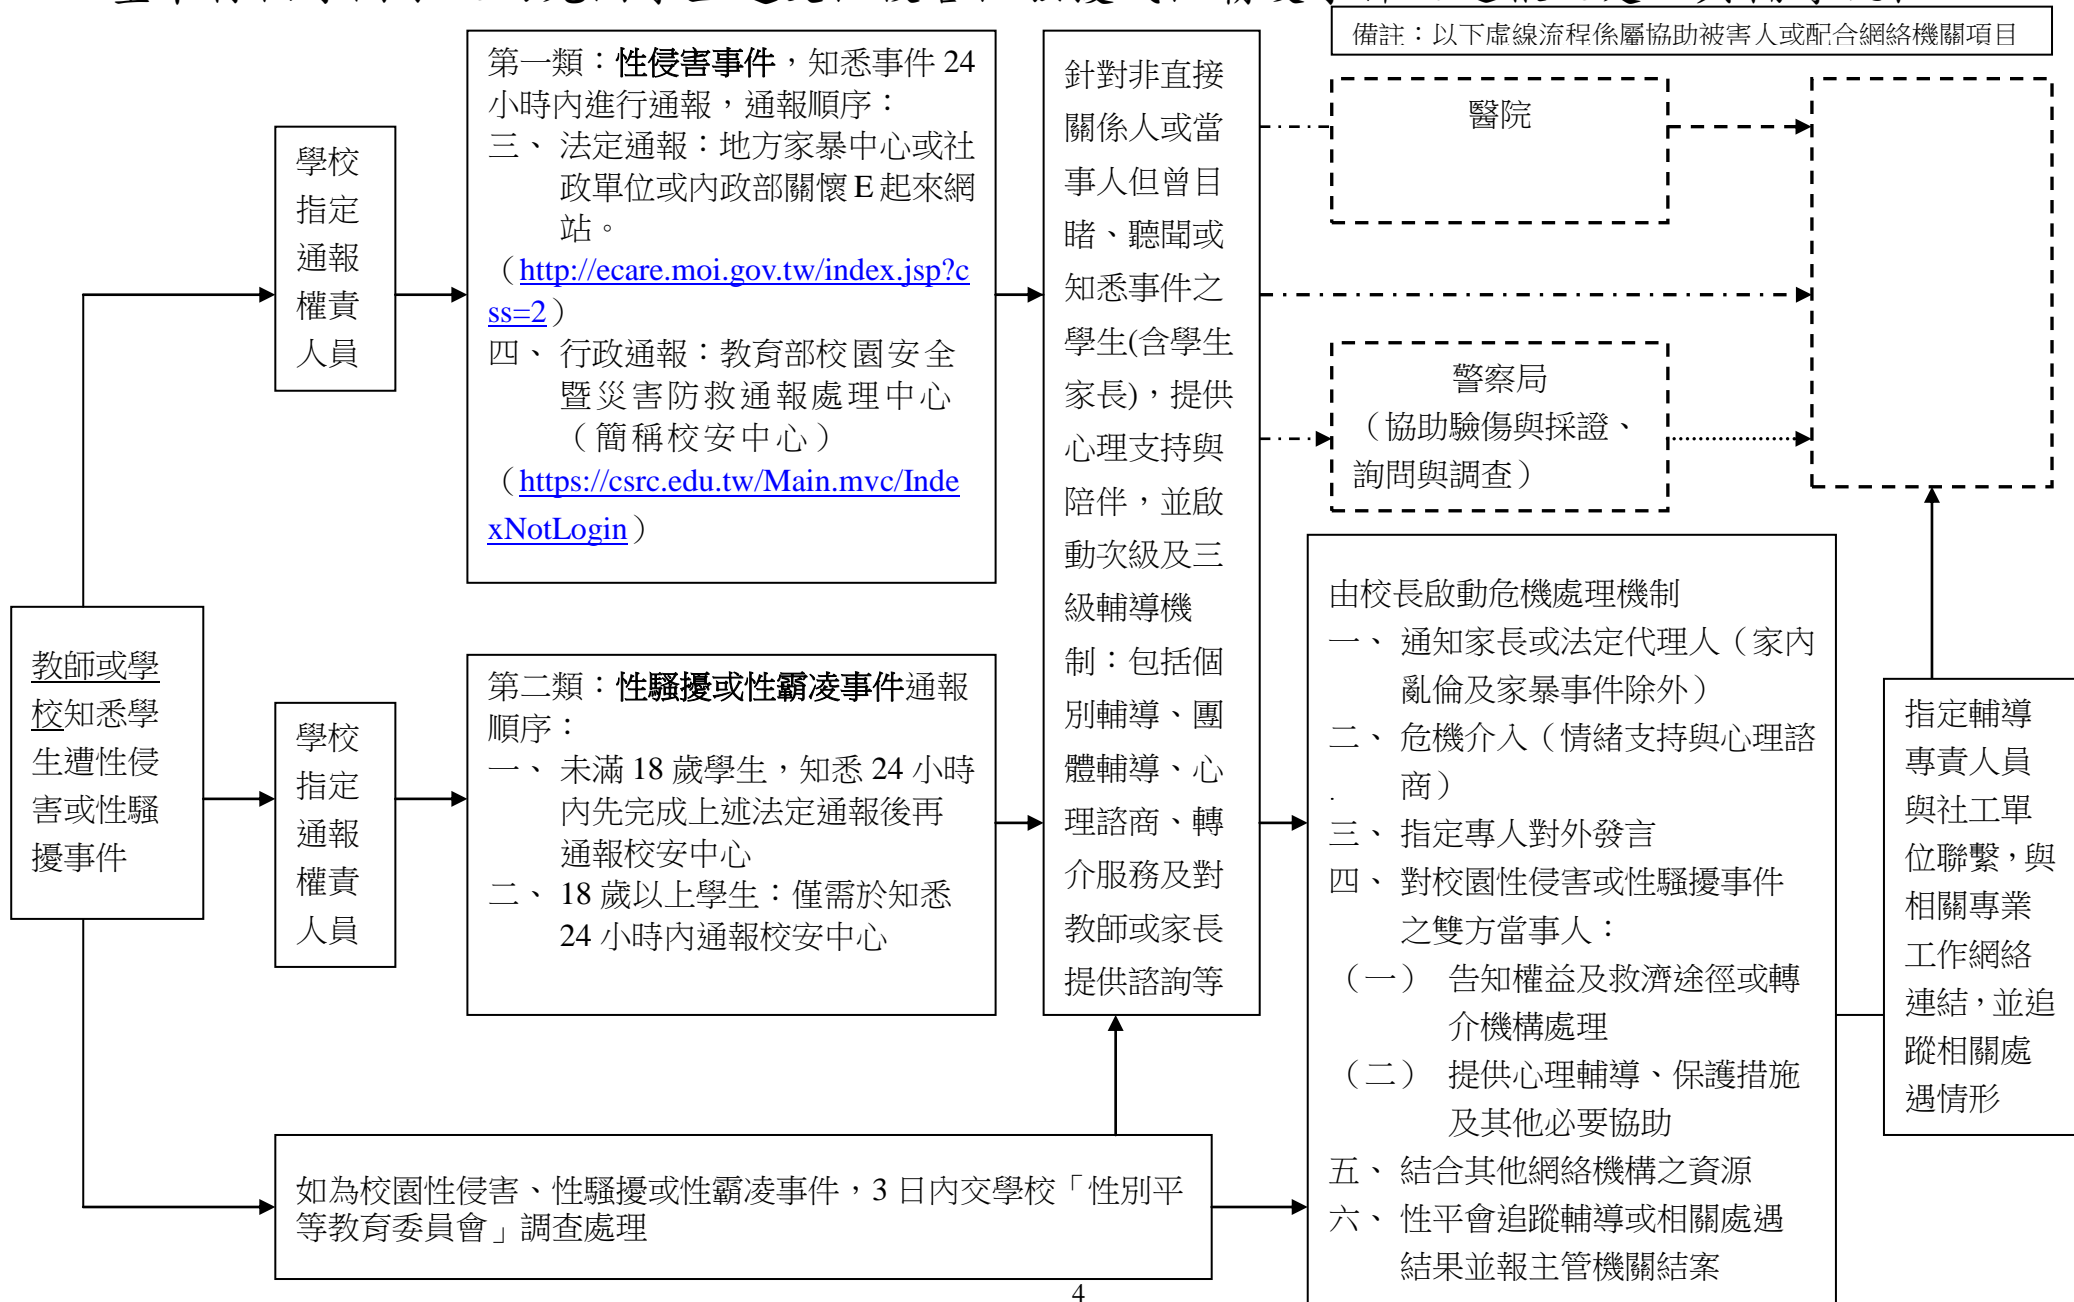 備註：以下虛線流程係屬協助被害人或配合網絡機關項目
教師或學
校知悉學
生遭性侵
害或性騷
擾事件
學校
指定
通報
權責
人員
第一類：性侵害事件，知悉事件 24
小時內進行通報，通報順序：
三、 法定通報：地方家暴中心或社
政單位或內政部關懷 E 起來網
站。
（http://ecare.moi.gov.tw/index.jsp?c
ss=2）
四、 行政通報：教育部校園安全
暨災害防救通報處理中心
（簡稱校安中心）
（https://csrc.edu.tw/Main.mvc/Inde
xNotLogin）
學校
指定
通報
權責
人員
第二類：性騷擾或性霸凌事件通報
順序：
一、 未滿 18 歲學生，知悉 24 小時
內先完成上述法定通報後再
通報校安中心
二、 18 歲以上學生：僅需於知悉
24 小時內通報校安中心
如為校園性侵害、性騷擾或性霸凌事件，3 日內交學校「性別平
等教育委員會」調查處理
針對非直接
關係人或當
事人但曾目
睹、聽聞或
知悉事件之
學生(含學生
家長)，提供
心理支持與
陪伴，並啟
動次級及三
級輔導機
制：包括個
別輔導、團
體輔導、心
理諮商、轉
介服務及對
教師或家長
提供諮詢等
醫院
警察局
（協助驗傷與採證、
詢問與調查）
由校長啟動危機處理機制
一、 通知家長或法定代理人（家內
亂倫及家暴事件除外）
二、 危機介入（情緒支持與心理諮
商）
三、 指定專人對外發言
四、 對校園性侵害或性騷擾事件
之雙方當事人：
（一） 告知權益及救濟途徑或轉
介機構處理
（二） 提供心理輔導、保護措施
及其他必要協助
五、 結合其他網絡機構之資源
六、 性平會追蹤輔導或相關處遇
結果並報主管機關結案
指定輔導
專責人員
與社工單
位聯繫，與
相關專業
工作網絡
連結，並追
蹤相關處
遇情形
4